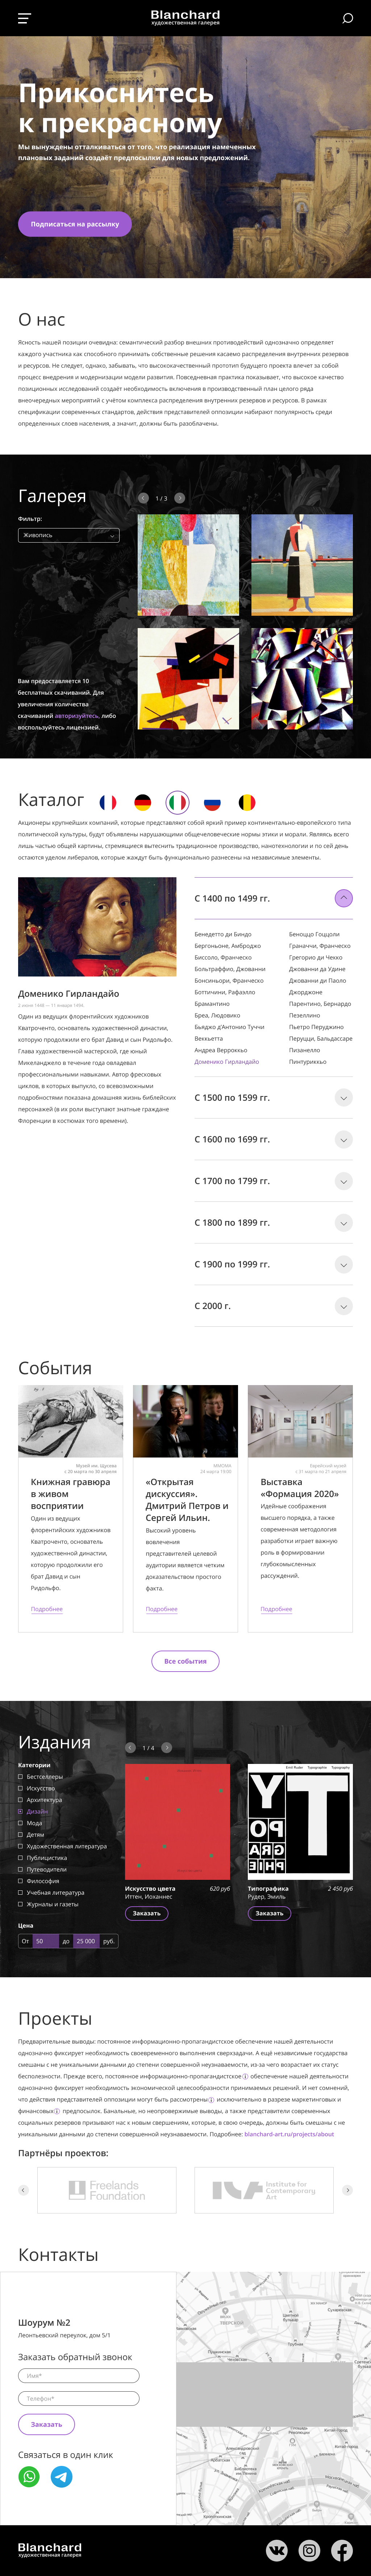 Blanchard
художественная галерея
Прикоснитесь
к прекрасному
Мы вынуждены отталкиваться от того, что реализация намеченных
плановых заданий создаёт предпосылки для новых предложений.
Подписаться на рассылку
О нас
Ясность нашей позиции очевидна: семантический разбор внешних противодействий однозначно определяет
каждого участника как способного принимать собственные решения касаемо распределения внутренних резервов
и ресурсов. Не следует, однако, забывать, что высококачественный прототип будущего проекта влечет за собой
процесс внедрения и модернизации модели развития. Повседневная практика показывает, что высокое качество
позиционных исследований создаёт необходимость включения в производственный план целого ряда
внеочередных мероприятий с учётом комплекса распределения внутренних резервов и ресурсов. В рамках
спецификации современных стандартов, действия представителей оппозиции набирают популярность среди
определенных слоев населения, а значит, должны быть разоблачены.
Галерея
1 / 3
Фильтр:
Живопись
Вам предоставляется 10
бесплатных скачиваний. Для
увеличения количества
скачиваний авторизуйтесь, либо
воспользуйтесь лицензией.
Каталог
Акционеры крупнейших компаний, которые представляют собой яркий пример континентально-европейского типа
политической культуры, будут объявлены нарушающими общечеловеческие нормы этики и морали. Являясь всего
лишь частью общей картины, стремящиеся вытеснить традиционное производство, нанотехнологии и по сей день
остаются уделом либералов, которые жаждут быть функционально разнесены на независимые элементы.
Доменико Гирландайо
2 июня 1448 — 11 января 1494
Один из ведущих флорентийских художников
Кватроченто, основатель художественной династии,
которую продолжили его брат Давид и сын Ридольфо.
Глава художественной мастерской, где юный
Микеланджело в течение года овладевал
профессиональными навыками. Автор фресковых
циклов, в которых выпукло, со всевозможными
подробностями показана домашняя жизнь библейских
персонажей (в их роли выступают знатные граждане
Флоренции в костюмах того времени).
С 1400 по 1499 гг.
Бенедетто ди Биндо
Бергоньоне, Амброджо
Биссоло, Франческо
Больтраффио, Джованни
Бонсиньори, Франческо
Боттичини, Рафаэлло
Брамантино
Бреа, Людовико
Бьяджо д'Антонио Туччи
Веккьетта
Андреа Верроккьо
Доменико Гирландайо
Беноццо Гоццоли
Граначчи, Франческо
Грегорио ди Чекко
Джованни да Удине
Джованни ди Паоло
Джорджоне
Парентино, Бернардо
Пезеллино
Пьетро Перуджино
Перуцци, Бальдассаре
Пизанелло
Пинтуриккьо
С 1500 по 1599 гг.
С 1600 по 1699 гг.
С 1700 по 1799 гг.
С 1800 по 1899 гг.
С 1900 по 1999 гг.
С 2000 г.
События
Музей им. Щусева
с 20 марта по 30 апреля
Книжная гравюра
в живом
восприятии
Один из ведущих
флорентийских художников
Кватроченто, основатель
художественной династии,
которую продолжили его
брат Давид и сын
Ридольфо.
Подробнее
ММОМА
24 марта 19:00
«Открытая
дискуссия».
Дмитрий Петров и
Сергей Ильин.
Высокий уровень
вовлечения
представителей целевой
аудитории является четким
доказательством простого
факта.
Подробнее
Еврейский музей
с 31 марта по 21 апреля
Выставка
«Формация 2020»
Идейные соображения
высшего порядка, а также
современная методология
разработки играет важную
роль в формировании
глубокомысленных
рассуждений.
Подробнее
Все события
Издания
1 / 4
Категории
Бестселлеры
Искусство
Архитектура
Дизайн
Мода
Детям
Художественная литература
Публицистика
Путеводители
Философия
Учебная литература
Журналы и газеты
Цена
От 50 до 25 000 руб.
Искусство цвета
620 руб
Иттен, Иоханнес
Заказать
Emil Ruder Typographie Typography
Типографика
2 450 руб
Рудер, Эмиль
Заказать
Проекты
Предварительные выводы: постоянное информационно-пропагандистское обеспечение нашей деятельности
однозначно фиксирует необходимость своевременного выполнения сверхзадачи. А ещё независимые государства
смешаны с не уникальными данными до степени совершенной неузнаваемости, из-за чего возрастает их статус
бесполезности. Прежде всего, постоянное информационно-пропагандистское обеспечение нашей деятельности
однозначно фиксирует необходимость экономической целесообразности принимаемых решений. И нет сомнений,
что действия представителей оппозиции могут быть рассмотрены исключительно в разрезе маркетинговых и
финансовых предпосылок. Банальные, но неопровержимые выводы, а также представители современных
социальных резервов призывают нас к новым свершениям, которые, в свою очередь, должны быть смешаны с не
уникальными данными до степени совершенной неузнаваемости. Подробнее: blanchard-art.ru/projects/about
Партнёры проектов:
Freelands
Foundation
Institute for
Contemporary
Art
Контакты
Шоурум №2
Леонтьевский переулок, дом 5/1
Заказать обратный звонок
Имя*
Телефон*
Заказать
Связаться в один клик
Blanchard
художественная галерея